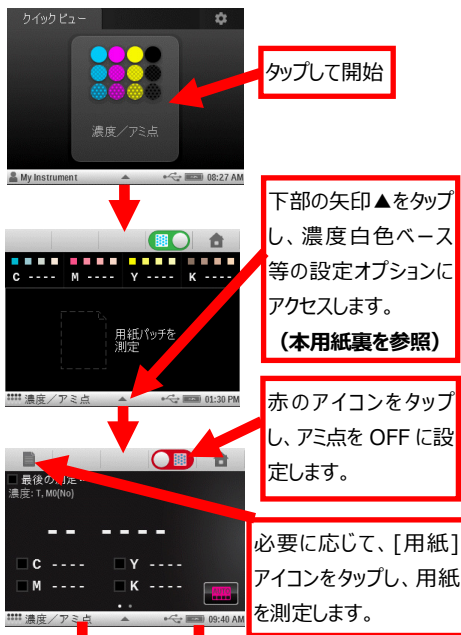 クイックビュー
濃度／アミ点
My Instrument ▲ 08:27 AM
タップして開始
C ---- M ---- Y ---- K ----
用紙パッチを
測定
濃度／アミ点 ▲ 01:30 PM
下部の矢印▲をタップ
し、濃度白色ベース
等の設定オプションに
アクセスします。
(本用紙裏を参照)
赤のアイコンをタップ
し、アミ点を OFF に設
定します。
最後の測定
濃度: T, M0(No)
-- ----
C ---- Y ----
M ---- K ----
濃度／アミ点 ▲ 09:40 AM
必要に応じて、[用紙]
アイコンをタップし、用紙
を測定します。